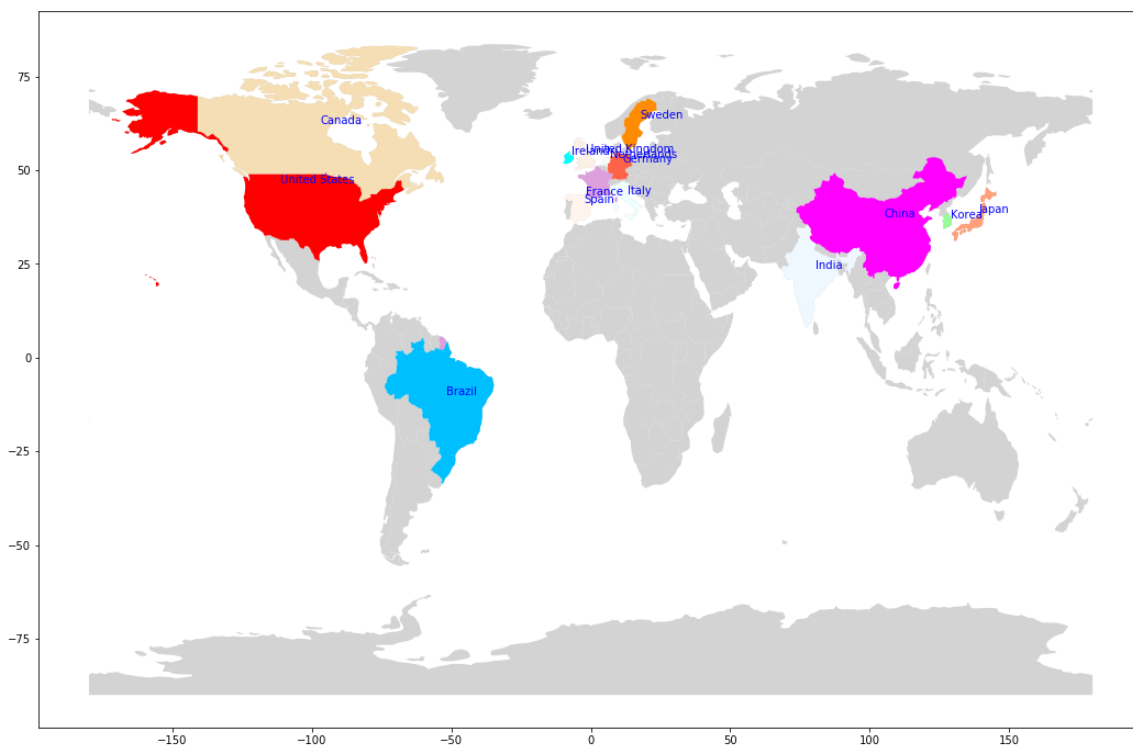 75
50
25
0
−25
−50
−75
Canada
United States
Sweden
United Kingdom
Ireland
Netherlands
Germany
France
Italy
Spain
China
Korea
Japan
India
Brazil
−150
−100
−50
0
50
100
150